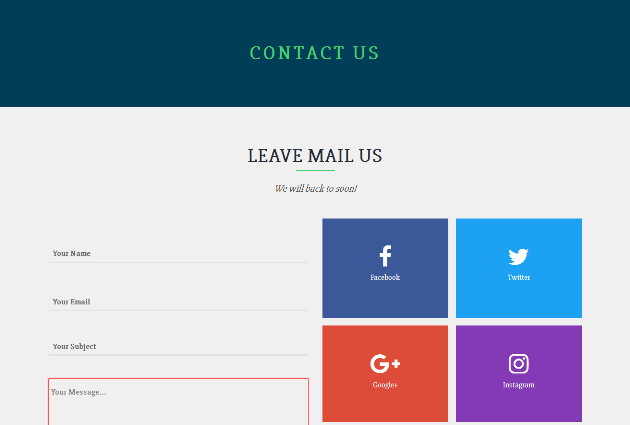 CONTACT US
LEAVE MAIL US
We will back to soon!
Your Name
Your Email
Your Subject
Your Message...
Facebook
Twitter
Google+
Instagram